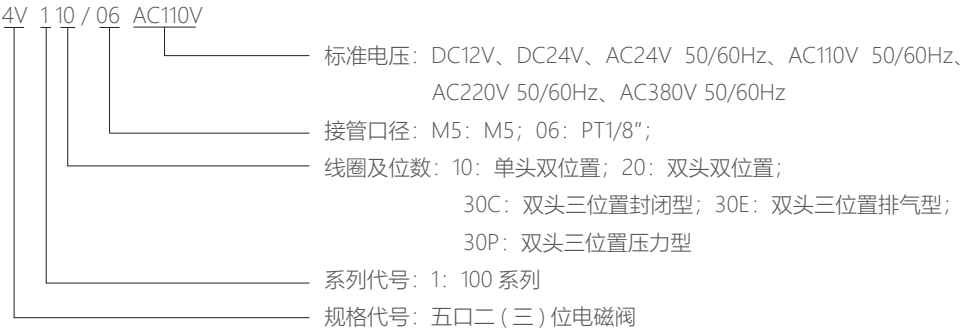 4V 1 10 / 06 AC110V
标准电压：DC12V、DC24V、AC24V 50/60Hz、AC110V 50/60Hz、
AC220V 50/60Hz、AC380V 50/60Hz
接管口径：M5：M5；06：PT1/8"；
线圈及位数：10：单头双位置；20：双头双位置；
30C：双头三位置封闭型；30E：双头三位置排气型；
30P：双头三位置压力型
系列代号：1：100 系列
规格代号：五口二 ( 三 ) 位电磁阀